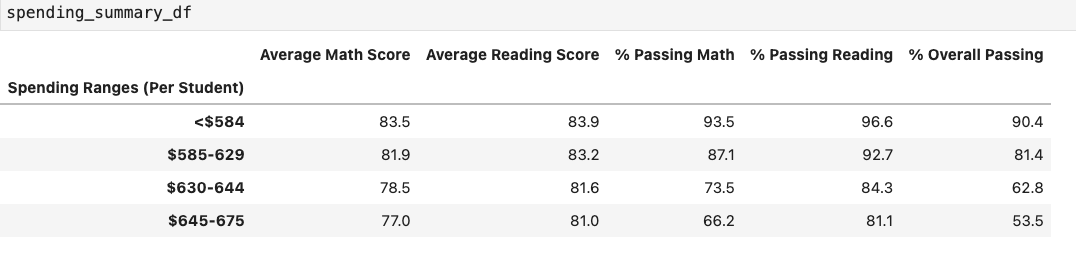 spending_summary_df
Average Math Score Average Reading Score % Passing Math % Passing Reading % Overall Passing
Spending Ranges (Per Student)
<$584 83.5 83.9 93.5 96.6 90.4
$585-629 81.9 83.2 87.1 92.7 81.4
$630-644 78.5 81.6 73.5 84.3 62.8
$645-675 77.0 81.0 66.2 81.1 53.5